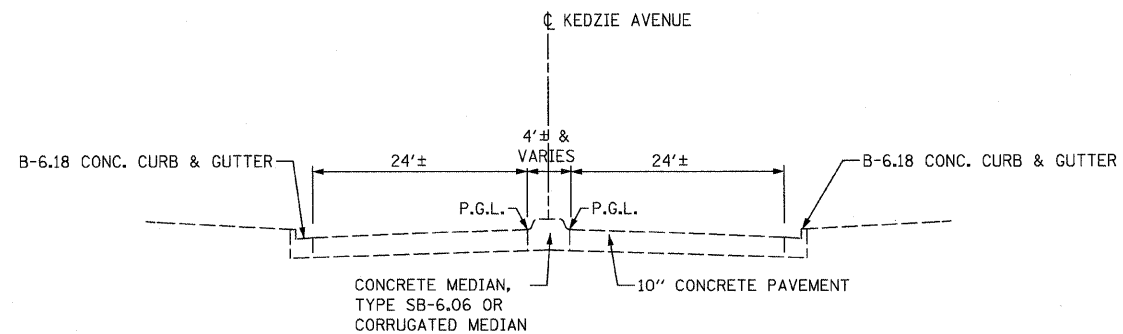 ℄ KEDZIE AVENUE
4'± &
VARIES
B-6.18 CONC. CURB & GUTTER
24'±
24'±
B-6.18 CONC. CURB & GUTTER
P.G.L.
P.G.L.
CONCRETE MEDIAN,
TYPE SB-6.06 OR
CORRUGATED MEDIAN
10" CONCRETE PAVEMENT